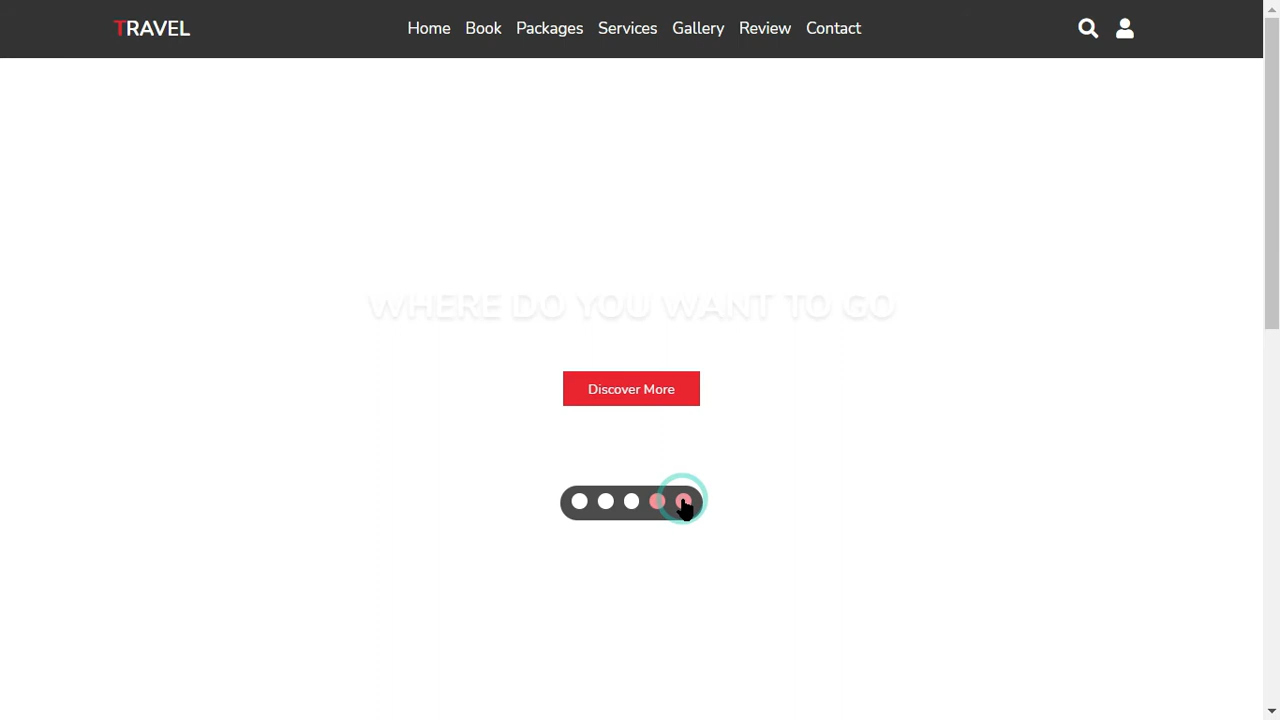 TRAVEL
Home Book Packages Services Gallery Review Contact
WHERE DO YOU WANT TO GO
Discover More